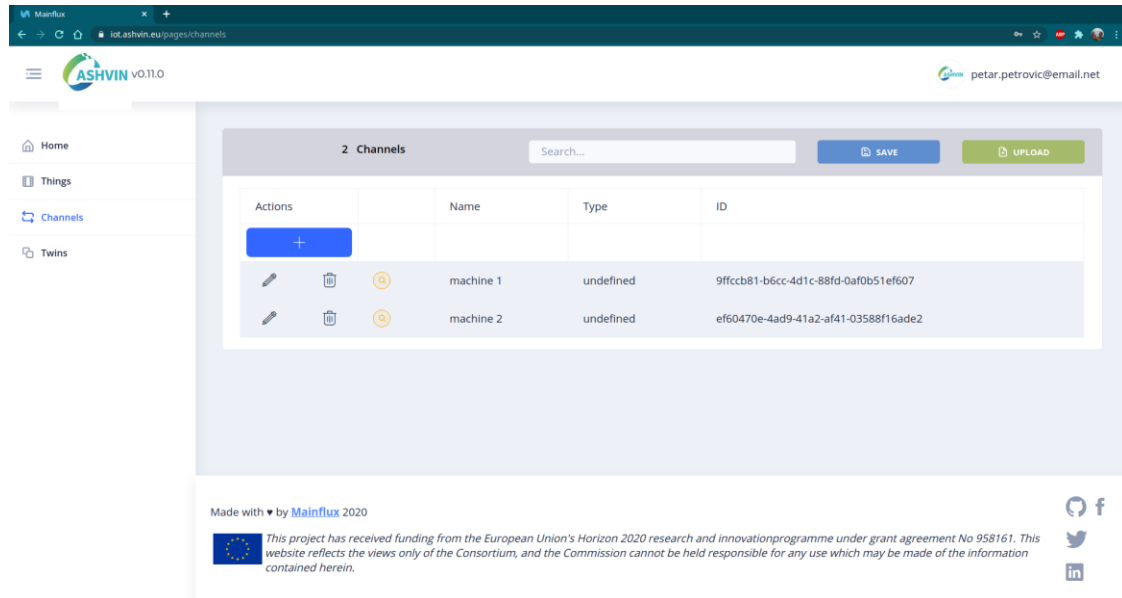 Mainflux
iot.ashvin.eu/pages/channels
ASHVIN v0.11.0
ASHVIN petar.petrovic@email.net
Home
Things
Channels
Twins
2 Channels
Search...
SAVE
UPLOAD
Actions Name Type ID
+
machine 1 undefined 9ffccb81-b6cc-4d1c-88fd-0af0b51ef607
machine 2 undefined ef60470e-4ad9-41a2-af41-03588f16ade2
Made with ♥ by Mainflux 2020
This project has received funding from the European Union's Horizon 2020 research and innovationprogramme under grant agreement No 958161. This
website reflects the views only of the Consortium, and the Commission cannot be held responsible for any use which may be made of the information
contained herein.